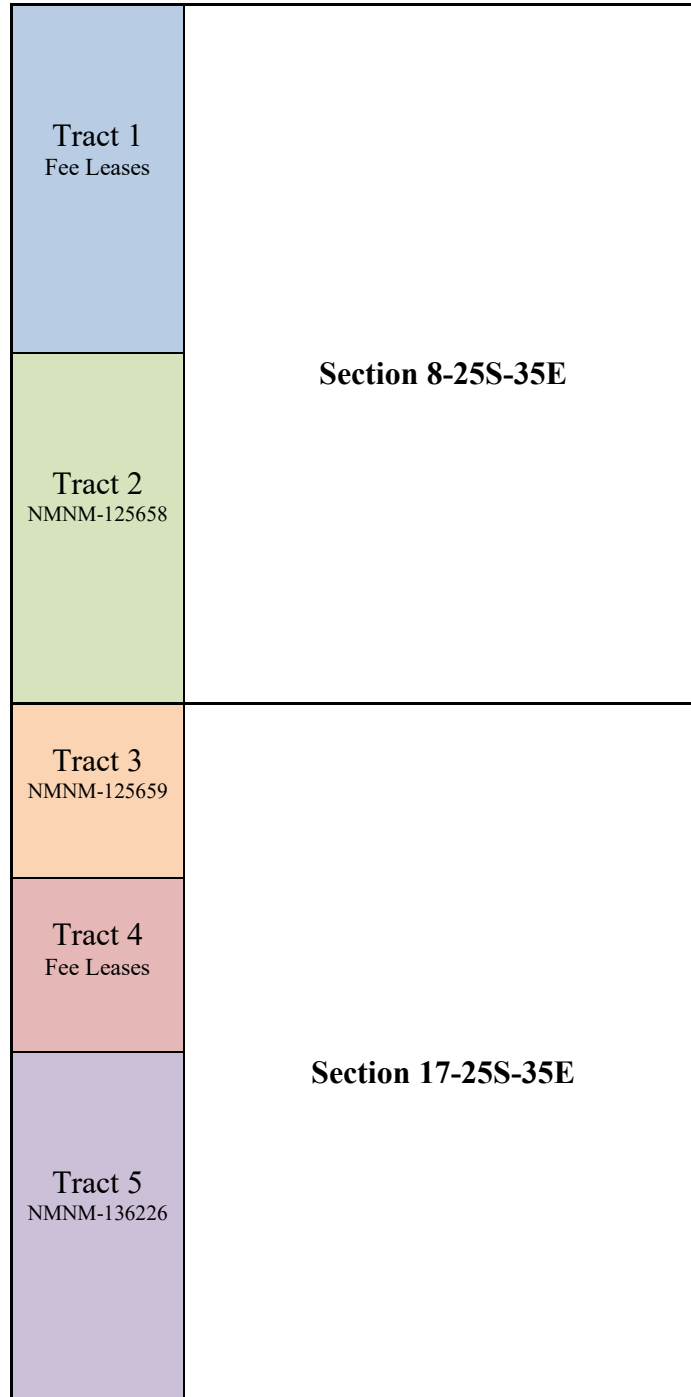 Tract 1
Fee Leases
Section 8-25S-35E
Tract 2
NMNM-125658
Tract 3
NMNM-125659
Tract 4
Fee Leases
Section 17-25S-35E
Tract 5
NMNM-136226